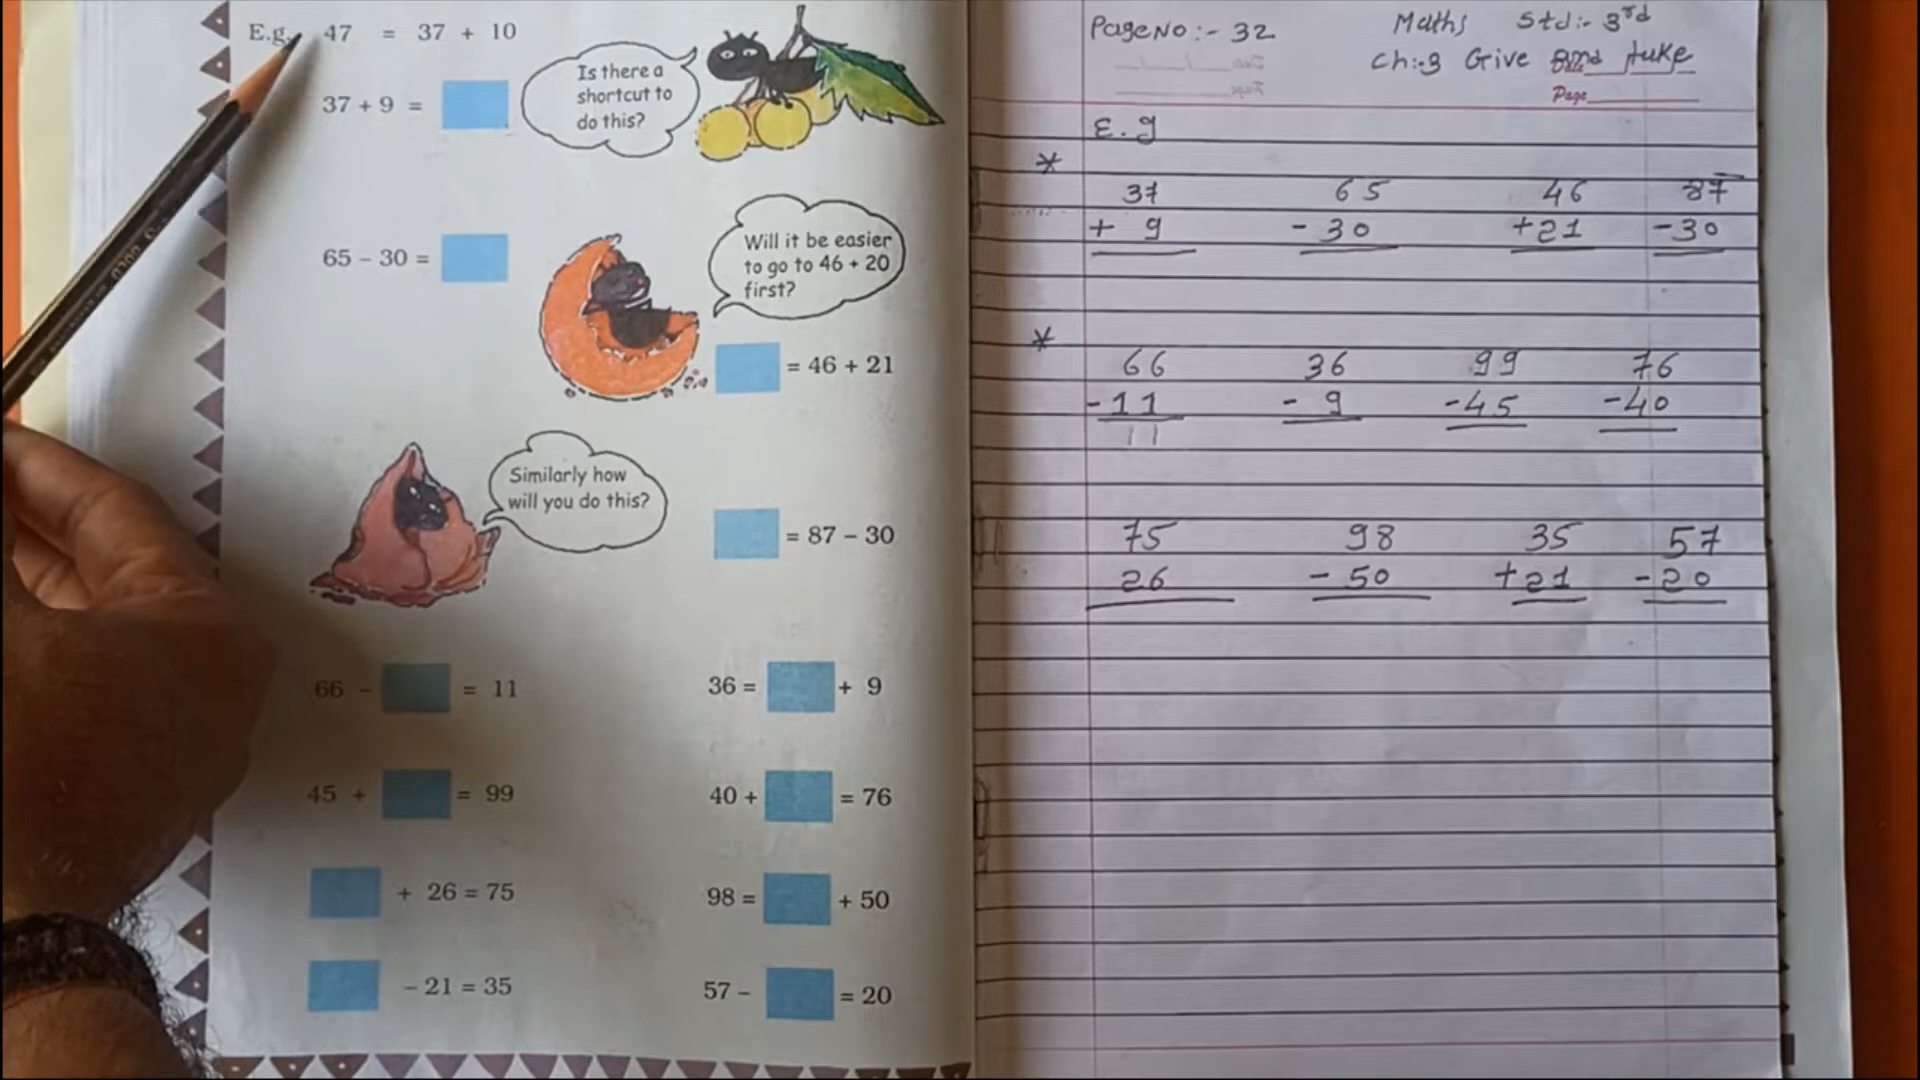 E.g. 47 = 37 + 10
37 + 9 =
Is there a
shortcut to
do this?
65 – 30 =
Will it be easier
to go to 46 + 20
first?
= 46 + 21
Similarly how
will you do this?
= 87 – 30
66 – = 11
36 = + 9
45 + = 99
40 + = 76
+ 26 = 75
98 = + 50
– 21 = 35
57 – = 20
Page No :- 32
Maths Std:- 3rd
Ch:-3 Give and take
Page
E.g
37 65 46 87
+ 9 - 30 +21 -30
66 36 99 76
-11 - 9 -45 -40
11
75 98 35 57
26 - 50 +21 -20